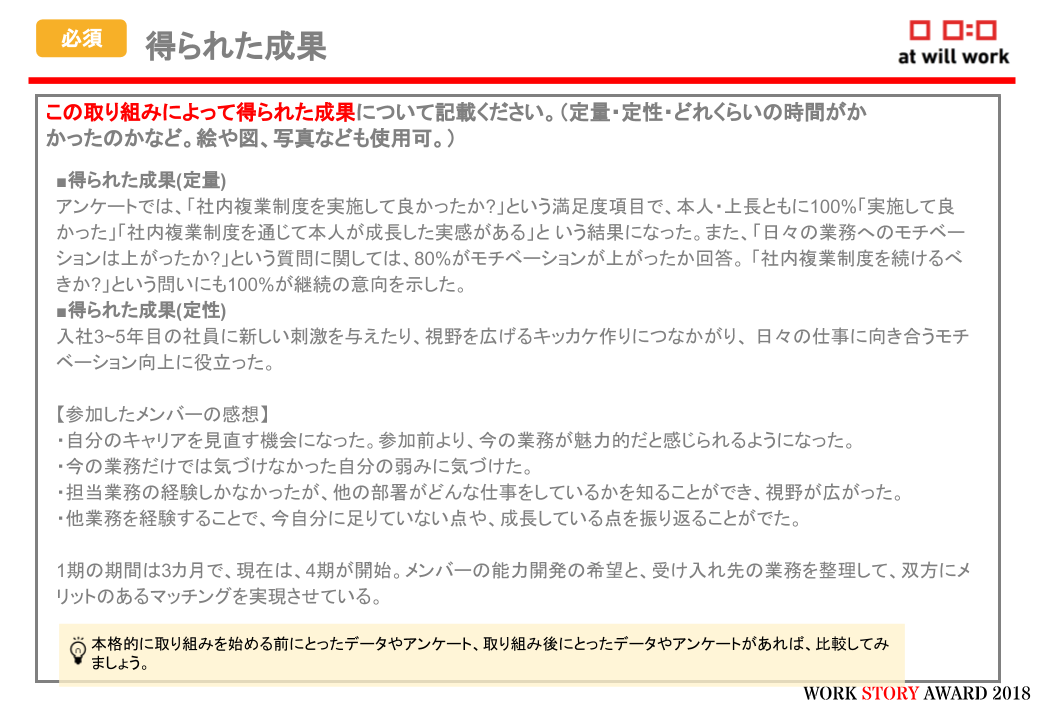 必須
得られた成果
at will work
この取り組みによって得られた成果について記載ください。（定量・定性・どれくらいの時間がか
かったのかなど。絵や図、写真なども使用可。）
■得られた成果(定量)
アンケートでは、「社内複業制度を実施して良かったか?」という満足度項目で、本人・上長ともに100%「実施して良
かった」「社内複業制度を通じて本人が成長した実感がある」と いう結果になった。また、「日々の業務へのモチベー
ションは上がったか?」という質問に関しては、80%がモチベーションが上がったか回答。「社内複業制度を続けるべ
きか?」という問いにも100%が継続の意向を示した。
■得られた成果(定性)
入社3~5年目の社員に新しい刺激を与えたり、視野を広げるキッカケ作りにつなかがり、 日々の仕事に向き合うモチ
ベーション向上に役立った。
【参加したメンバーの感想】
・自分のキャリアを見直す機会になった。参加前より、今の業務が魅力的だと感じられるようになった。
・今の業務だけでは気づけなかった自分の弱みに気づけた。
・担当業務の経験しかなかったが、他の部署がどんな仕事をしているかを知ることができ、視野が広がった。
・他業務を経験することで、今自分に足りていない点や、成長している点を振り返ることがでた。
1期の期間は3カ月で、現在は、4期が開始。メンバーの能力開発の希望と、受け入れ先の業務を整理して、双方にメ
リットのあるマッチングを実現させている。
本格的に取り組みを始める前にとったデータやアンケート、取り組み後にとったデータやアンケートがあれば、比較してみ
ましょう。
WORK STORY AWARD 2018